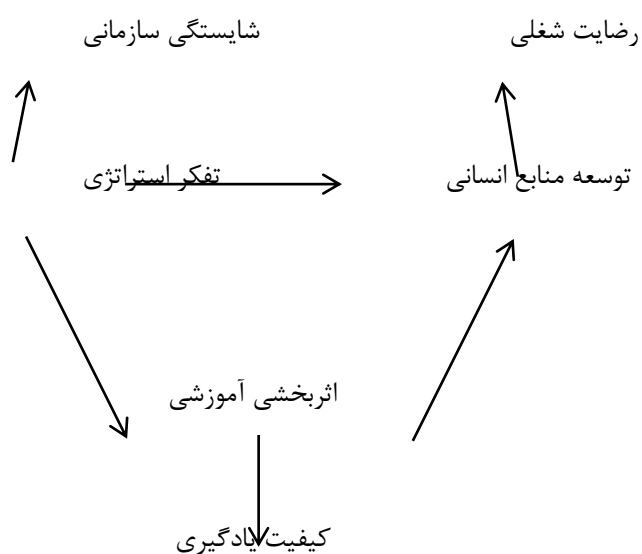 رضایت شغلی
شایستگی سازمانی
توسعه منابع انسانی
تفکر استراتژی
اثربخشی آموزشی
کیفیت یادگیری